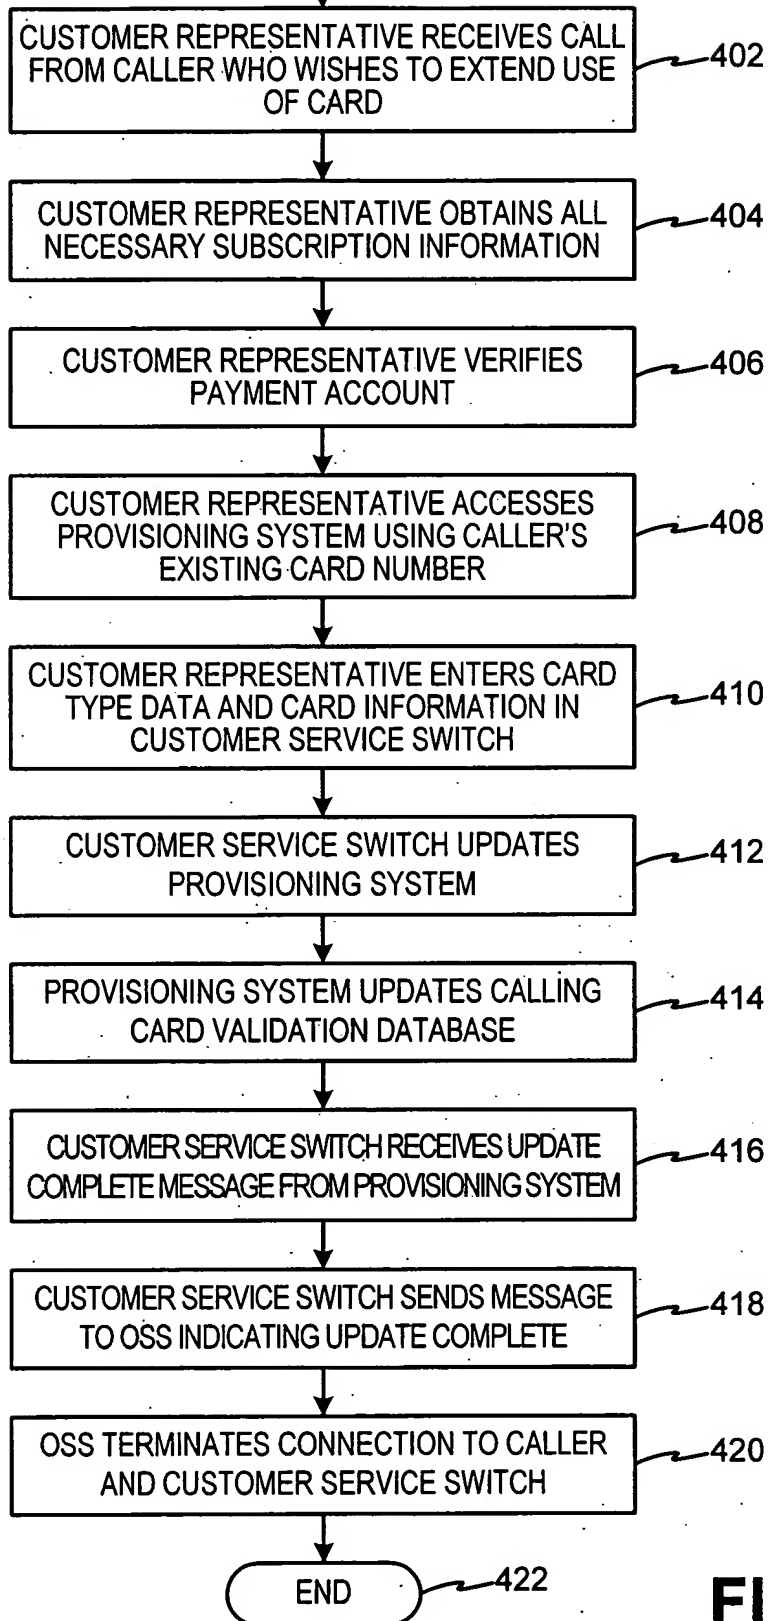 CUSTOMER REPRESENTATIVE RECEIVES CALL
FROM CALLER WHO WISHES TO EXTEND USE
OF CARD
402
CUSTOMER REPRESENTATIVE OBTAINS ALL
NECESSARY SUBSCRIPTION INFORMATION
404
CUSTOMER REPRESENTATIVE VERIFIES
PAYMENT ACCOUNT
406
CUSTOMER REPRESENTATIVE ACCESSES
PROVISIONING SYSTEM USING CALLER'S
EXISTING CARD NUMBER
408
CUSTOMER REPRESENTATIVE ENTERS CARD
TYPE DATA AND CARD INFORMATION IN
CUSTOMER SERVICE SWITCH
410
CUSTOMER SERVICE SWITCH UPDATES
PROVISIONING SYSTEM
412
PROVISIONING SYSTEM UPDATES CALLING
CARD VALIDATION DATABASE
414
CUSTOMER SERVICE SWITCH RECEIVES UPDATE
COMPLETE MESSAGE FROM PROVISIONING SYSTEM
416
CUSTOMER SERVICE SWITCH SENDS MESSAGE
TO OSS INDICATING UPDATE COMPLETE
418
OSS TERMINATES CONNECTION TO CALLER
AND CUSTOMER SERVICE SWITCH
420
END
422
FI